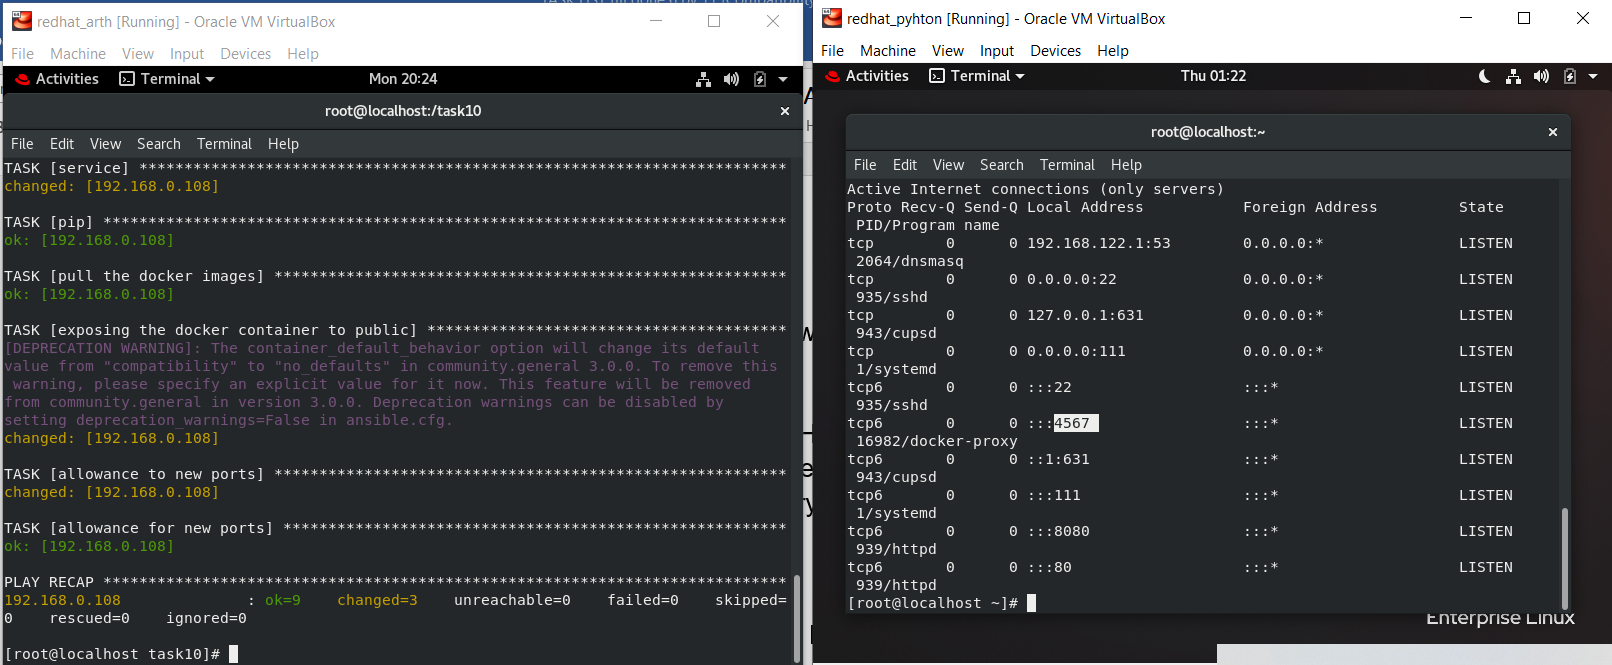 redhat_arth [Running] - Oracle VM VirtualBox
File Machine View Input Devices Help
Activities Terminal Mon 20:24
root@localhost:/task10
File Edit View Search Terminal Help
TASK [service] ************************************************************************
changed: [192.168.0.108]
TASK [pip] ****************************************************************************
ok: [192.168.0.108]
TASK [pull the docker images] *********************************************************
ok: [192.168.0.108]
TASK [exposing the docker container to public] ****************************************
[DEPRECATION WARNING]: The container_default_behavior option will change its default
value from "compatibility" to "no_defaults" in community.general 3.0.0. To remove this
warning, please specify an explicit value for it now. This feature will be removed
from community.general in version 3.0.0. Deprecation warnings can be disabled by
setting deprecation_warnings=False in ansible.cfg.
changed: [192.168.0.108]
TASK [allowance to new ports] *********************************************************
changed: [192.168.0.108]
TASK [allowance for new ports] ********************************************************
ok: [192.168.0.108]
PLAY RECAP ****************************************************************************
192.168.0.108 : ok=9 changed=3 unreachable=0 failed=0 skipped=
0 rescued=0 ignored=0
[root@localhost task10]#
redhat_pyhton [Running] - Oracle VM VirtualBox
File Machine View Input Devices Help
Activities Terminal Thu 01:22
root@localhost:~
File Edit View Search Terminal Help
Active Internet connections (only servers)
Proto Recv-Q Send-Q Local Address Foreign Address State
PID/Program name
tcp 0 0 192.168.122.1:53 0.0.0.0:* LISTEN
2064/dnsmasq
tcp 0 0 0.0.0.0:22 0.0.0.0:* LISTEN
935/sshd
tcp 0 0 127.0.0.1:631 0.0.0.0:* LISTEN
943/cupsd
tcp 0 0 0.0.0.0:111 0.0.0.0:* LISTEN
1/systemd
tcp6 0 0 :::22 :::* LISTEN
935/sshd
tcp6 0 0 :::4567 :::* LISTEN
16982/docker-proxy
tcp6 0 0 ::1:631 :::* LISTEN
943/cupsd
tcp6 0 0 :::111 :::* LISTEN
1/systemd
tcp6 0 0 :::8080 :::* LISTEN
939/httpd
tcp6 0 0 :::80 :::* LISTEN
939/httpd
[root@localhost ~]#
Enterprise Linux